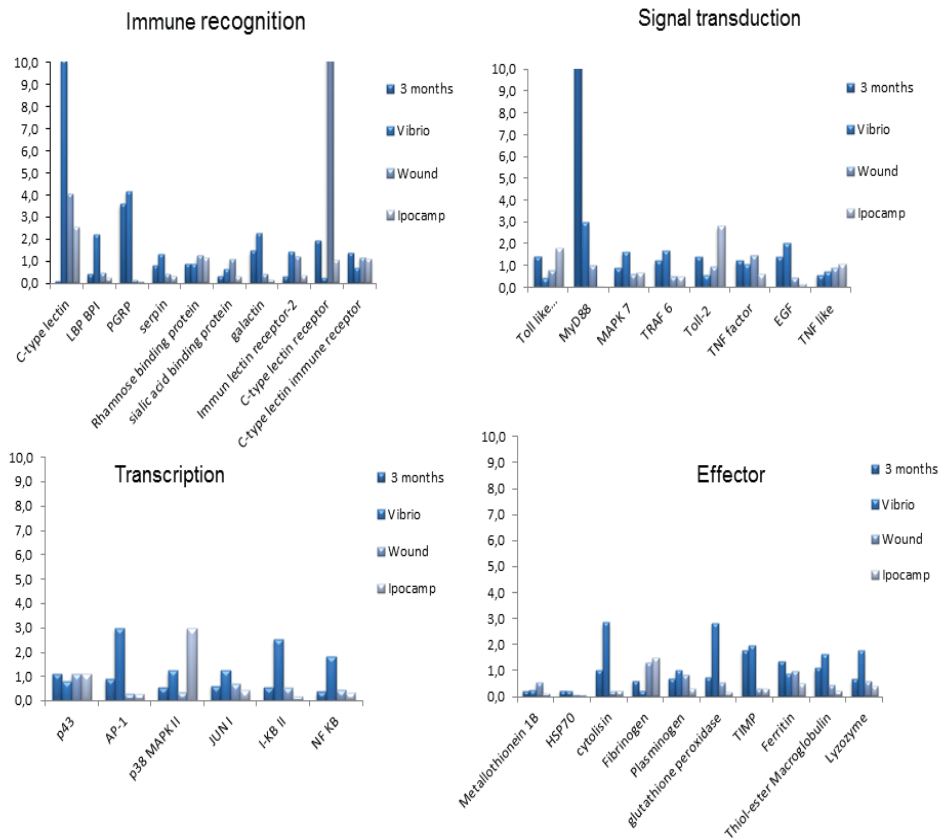 Immune recognition
10,0
9,0
8,0
7,0
6,0
5,0
4,0
3,0
2,0
1,0
0,0
C-type lectin
LBP BPI
PGRP
serpin
Rhamnose binding protein
sialic acid binding protein
galectin
Immun lectin receptor-2
C-type lectin receptor
C-type lectin immune receptor
3 months
Vibrio
Wound
Ipocamp
Signal transduction
10,0
9,0
8,0
7,0
6,0
5,0
4,0
3,0
2,0
1,0
0,0
Toll like...
MyD88
MAPK 7
TRAF 6
Toll-2
TNF factor
EGF
TNF like
3 months
Vibrio
Wound
Ipocamp
Transcription
10,0
9,0
8,0
7,0
6,0
5,0
4,0
3,0
2,0
1,0
0,0
p43
AP-1
p38 MAPK II
JUN I
I-KB II
NF KB
3 months
Vibrio
Wound
Ipocamp
Effector
10,0
9,0
8,0
7,0
6,0
5,0
4,0
3,0
2,0
1,0
0,0
Metallothionein 1B
HSP70
cytolisin
Fibrinogen
Plasminogen
glutathione peroxidase
TIMP
Ferritin
Thiol-ester Macroglobulin
Lyzozyme
3 months
Vibrio
Wound
Ipocamp